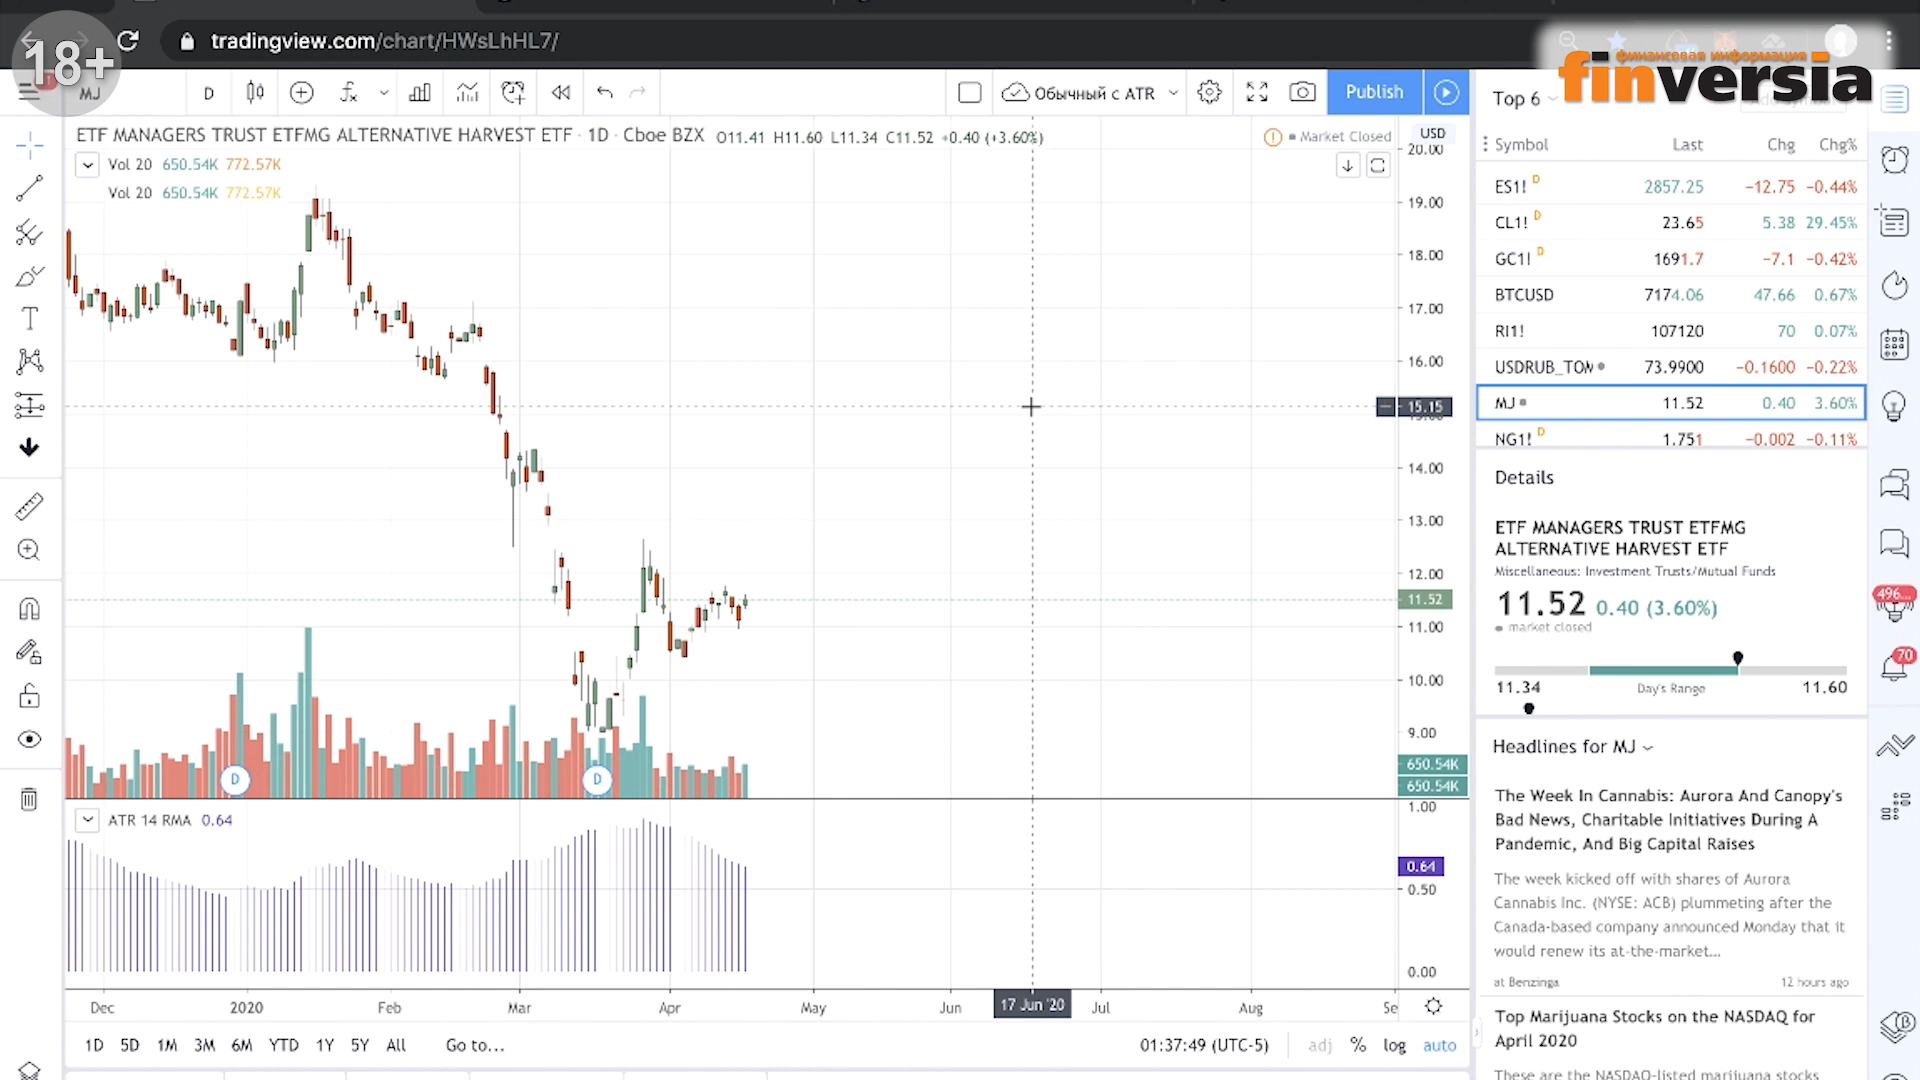 18+
tradingview.com/chart/HWsLhHL7/
финансовая информация
finversia
1
MJ
D
Обычный с ATR
Publish
Top 6
ETF MANAGERS TRUST ETFMG ALTERNATIVE HARVEST ETF · 1D · Cboe BZX O11.41 H11.60 L11.34 C11.52 +0.40 (+3.60%)
Market Closed
USD
Vol 20 650.54K 772.57K
Vol 20 650.54K 772.57K
20.00
19.00
18.00
17.00
16.00
15.15
14.00
13.00
12.00
11.52
11.00
10.00
9.00
650.54K
650.54K
D
D
ATR 14 RMA 0.64
1.00
0.64
0.50
0.00
Dec 2020 Feb Mar Apr May Jun 17 Jun '20 Jul Aug Se
1D 5D 1M 3M 6M YTD 1Y 5Y All Go to...
01:37:49 (UTC-5) adj % log auto
Symbol Last Chg Chg%
ES1! D 2857.25 −12.75 −0.44%
CL1! D 23.65 5.38 29.45%
GC1! D 1691.7 −7.1 −0.42%
BTCUSD 7174.06 47.66 0.67%
RI1! 107120 70 0.07%
USDRUB_TOM 73.9900 −0.1600 −0.22%
MJ 11.52 0.40 3.60%
NG1! D 1.751 −0.002 −0.11%
Details
ETF MANAGERS TRUST ETFMG
ALTERNATIVE HARVEST ETF
Miscellaneous: Investment Trusts/Mutual Funds
11.52 0.40 (3.60%)
market closed
11.34 Day's Range 11.60
Headlines for MJ
The Week In Cannabis: Aurora And Canopy's
Bad News, Charitable Initiatives During A
Pandemic, And Big Capital Raises
The week kicked off with shares of Aurora
Cannabis Inc. (NYSE: ACB) plummeting after the
Canada-based company announced Monday that it
would renew its at-the-market...
at Benzinga 12 hours ago
Top Marijuana Stocks on the NASDAQ for
April 2020
These are the NASDAQ-listed marijuana stocks
496...
70